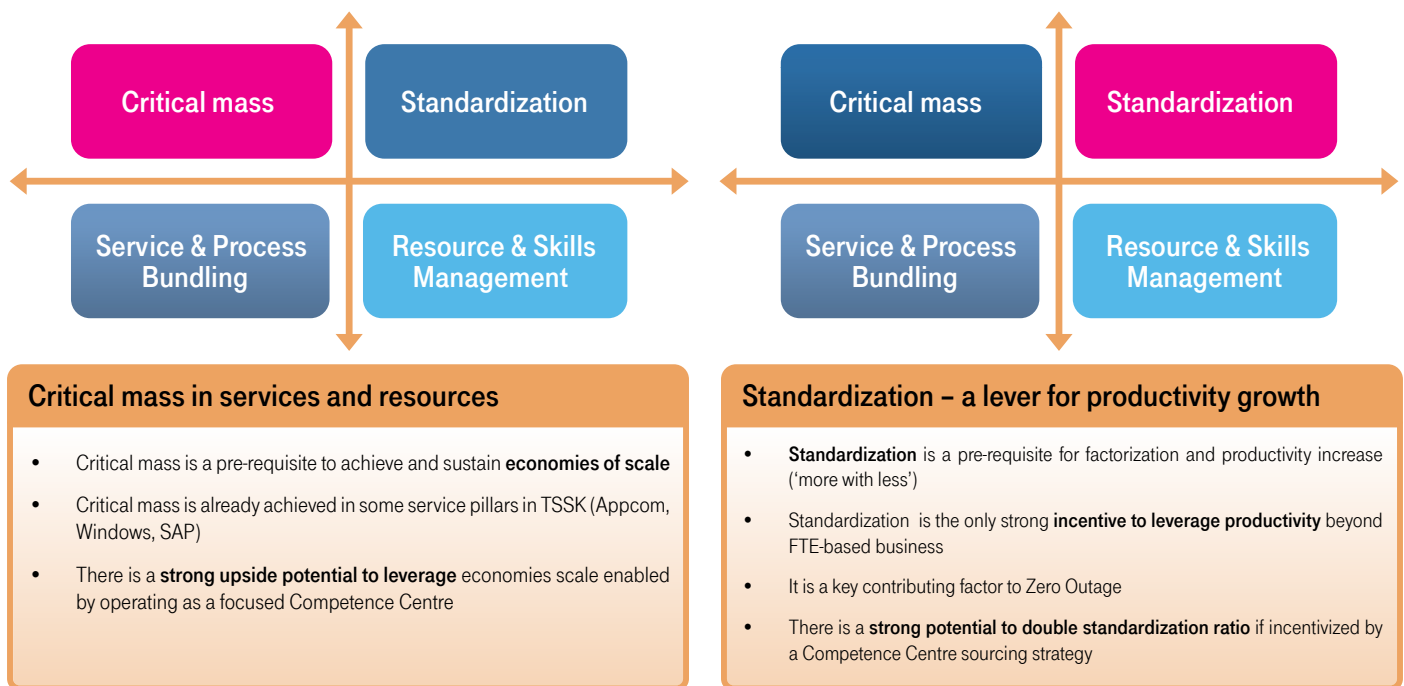 Critical mass
Standardization
Service & Process
Bundling
Resource & Skills
Management
Critical mass in services and resources
• Critical mass is a pre-requisite to achieve and sustain economies of scale
• Critical mass is already achieved in some service pillars in TSSK (Appcom,
Windows, SAP)
• There is a strong upside potential to leverage economies scale enabled
by operating as a focused Competence Centre
Critical mass
Standardization
Service & Process
Bundling
Resource & Skills
Management
Standardization – a lever for productivity growth
• Standardization is a pre-requisite for factorization and productivity increase
(‘more with less’)
• Standardization is the only strong incentive to leverage productivity beyond
FTE-based business
• It is a key contributing factor to Zero Outage
• There is a strong potential to double standardization ratio if incentivized by
a Competence Centre sourcing strategy